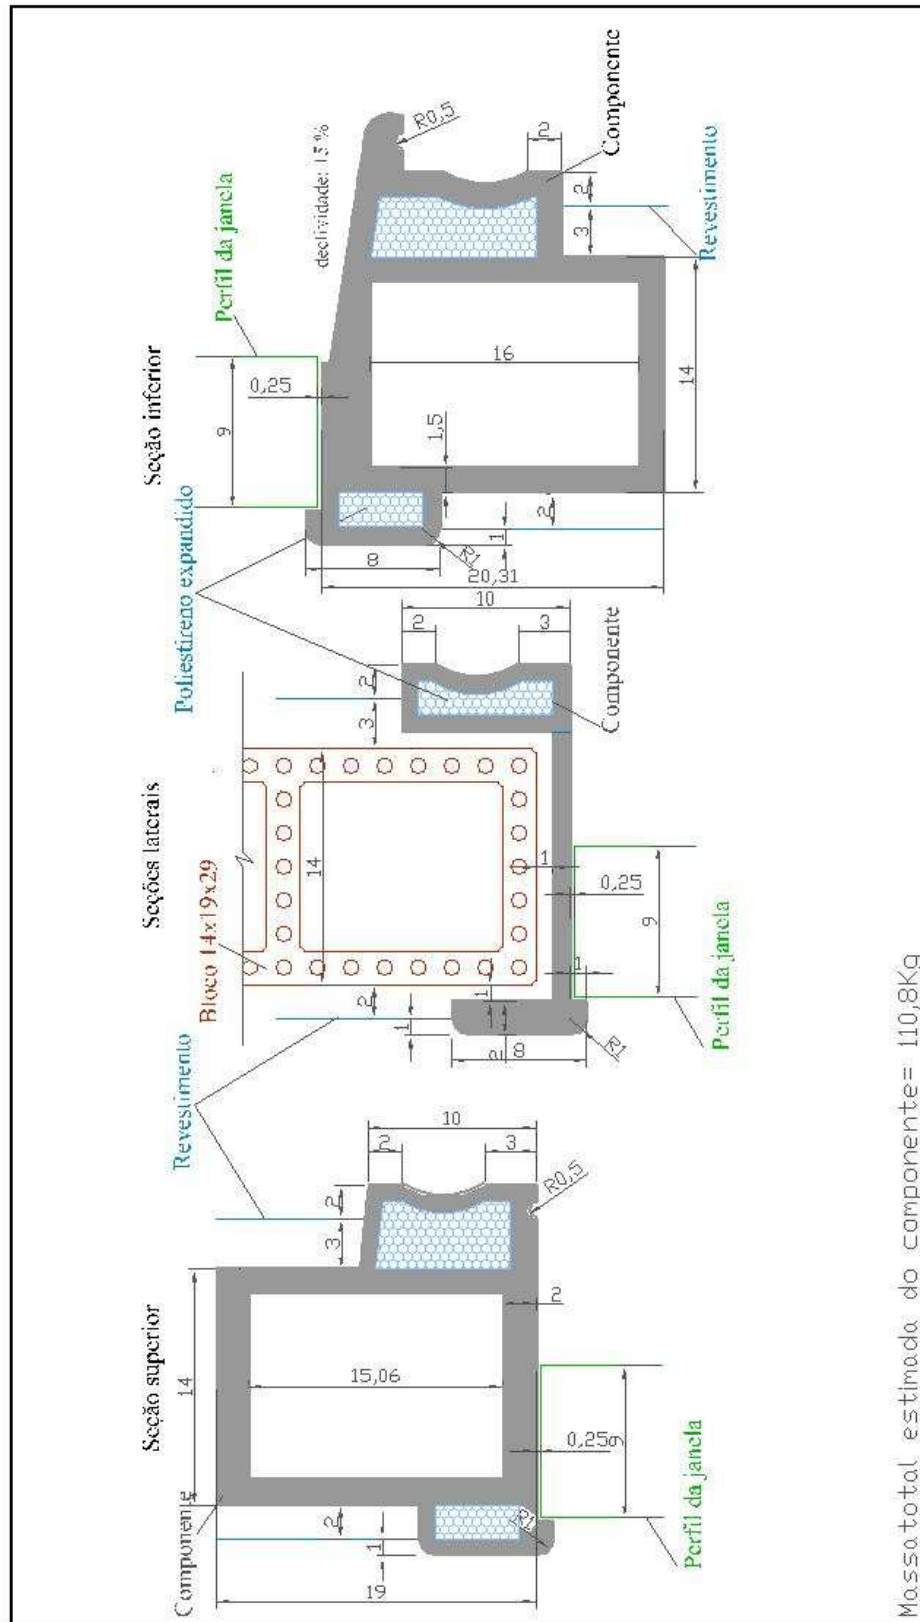 Seção superior
Componente
14
15,06
19
2
1
3
2
10
2
3
R0,5
2
0,25
9
R1
Perfil da janela
Revestimento
Seções laterais
Bloco 14x19x29
14
2
1
1
2
8
R1
1
1
0,25
9
Perfil da janela
3
2
10
2
3
Componente
Poliestireno expandido
Seção inferior
Perfil da janela
9
0,25
8
1
R1
2
1,5
16
14
20,31
declividade: 15 %
R0,5
2
2
3
Componente
Revestimento
Massa total estimada do componente= 110,8Kg